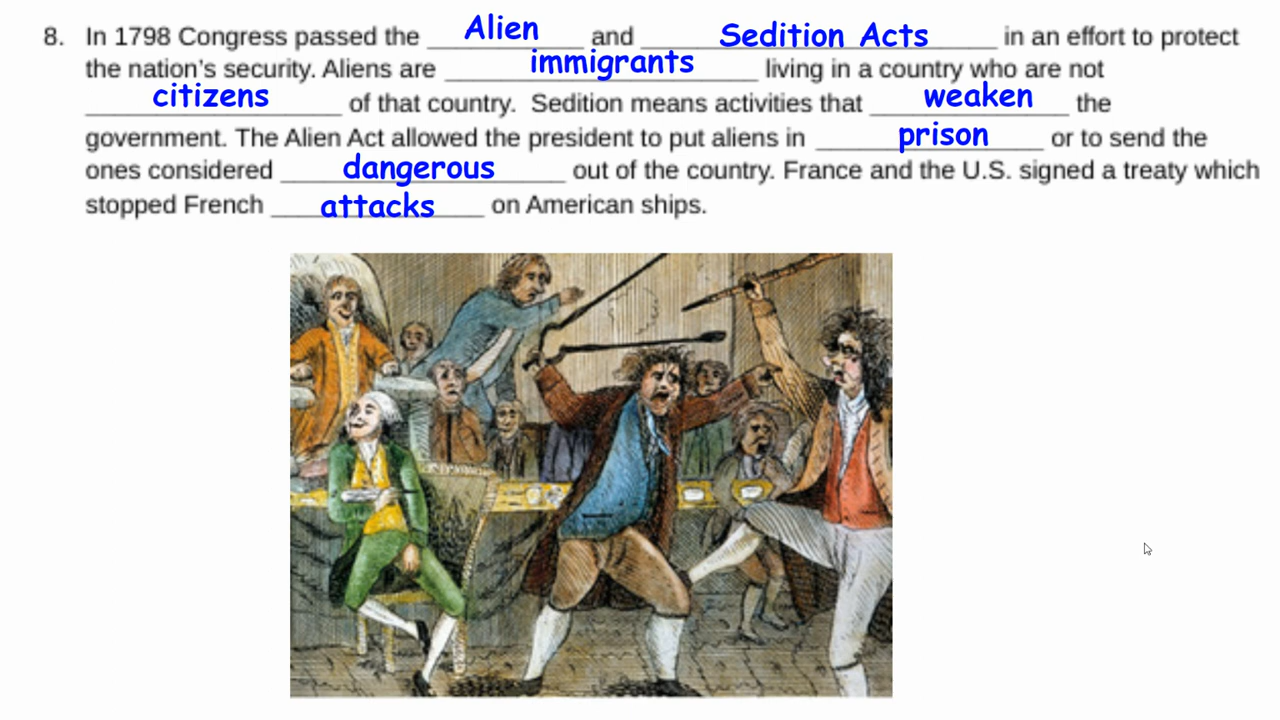 8. In 1798 Congress passed the Alien and Sedition Acts in an effort to protect
the nation's security. Aliens are immigrants living in a country who are not
citizens of that country. Sedition means activities that weaken the
government. The Alien Act allowed the president to put aliens in prison or to send the
ones considered dangerous out of the country. France and the U.S. signed a treaty which
stopped French attacks on American ships.